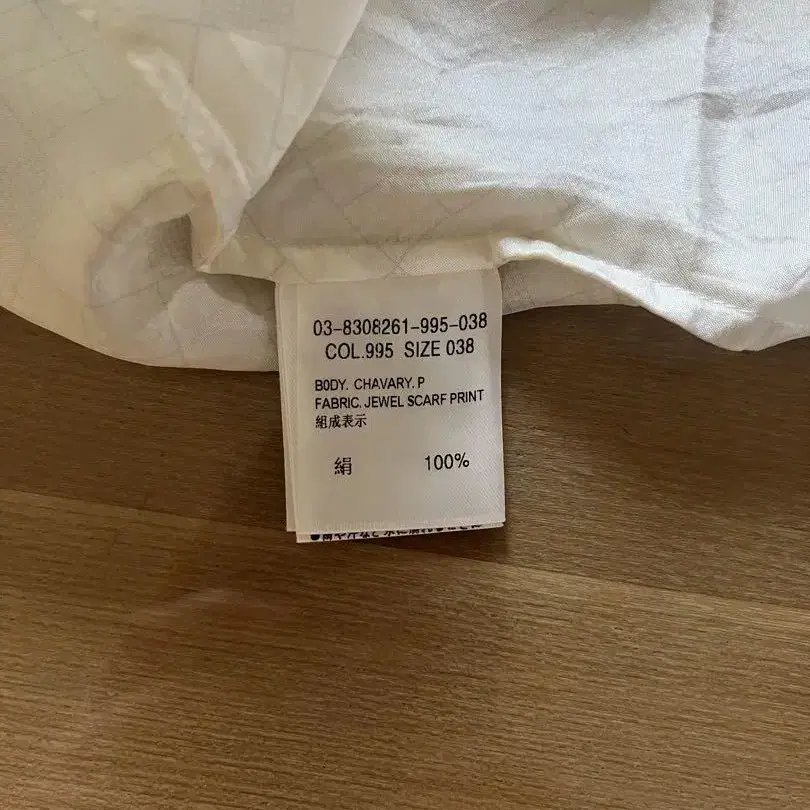 03-8308261-995-038
COL.995 SIZE 038
BODY. CHAVARY. P
FABRIC. JEWEL SCARF PRINT
組成表示
絹 100%